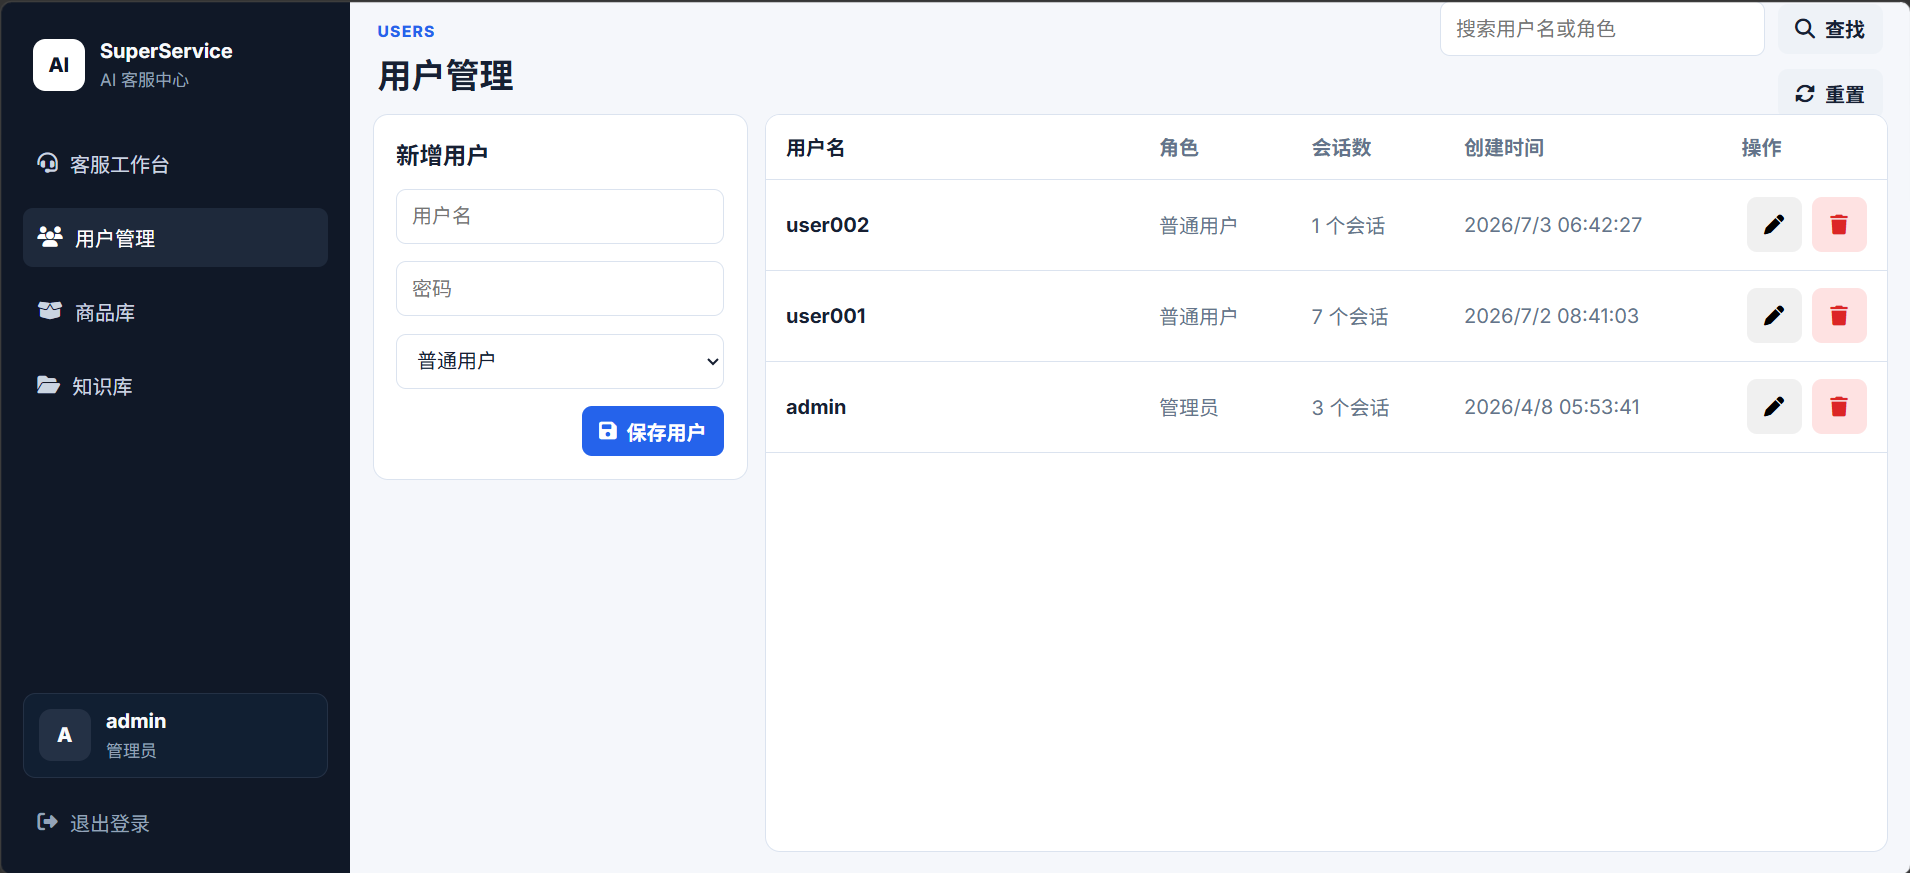 AI
SuperService
AI 客服中心
客服工作台
用户管理
商品库
知识库
A
admin
管理员
退出登录
USERS
用户管理
搜索用户名或角色
查找
重置
新增用户
用户名
密码
普通用户
保存用户
用户名 角色 会话数 创建时间 操作
user002 普通用户 1 个会话 2026/7/3 06:42:27
user001 普通用户 7 个会话 2026/7/2 08:41:03
admin 管理员 3 个会话 2026/4/8 05:53:41